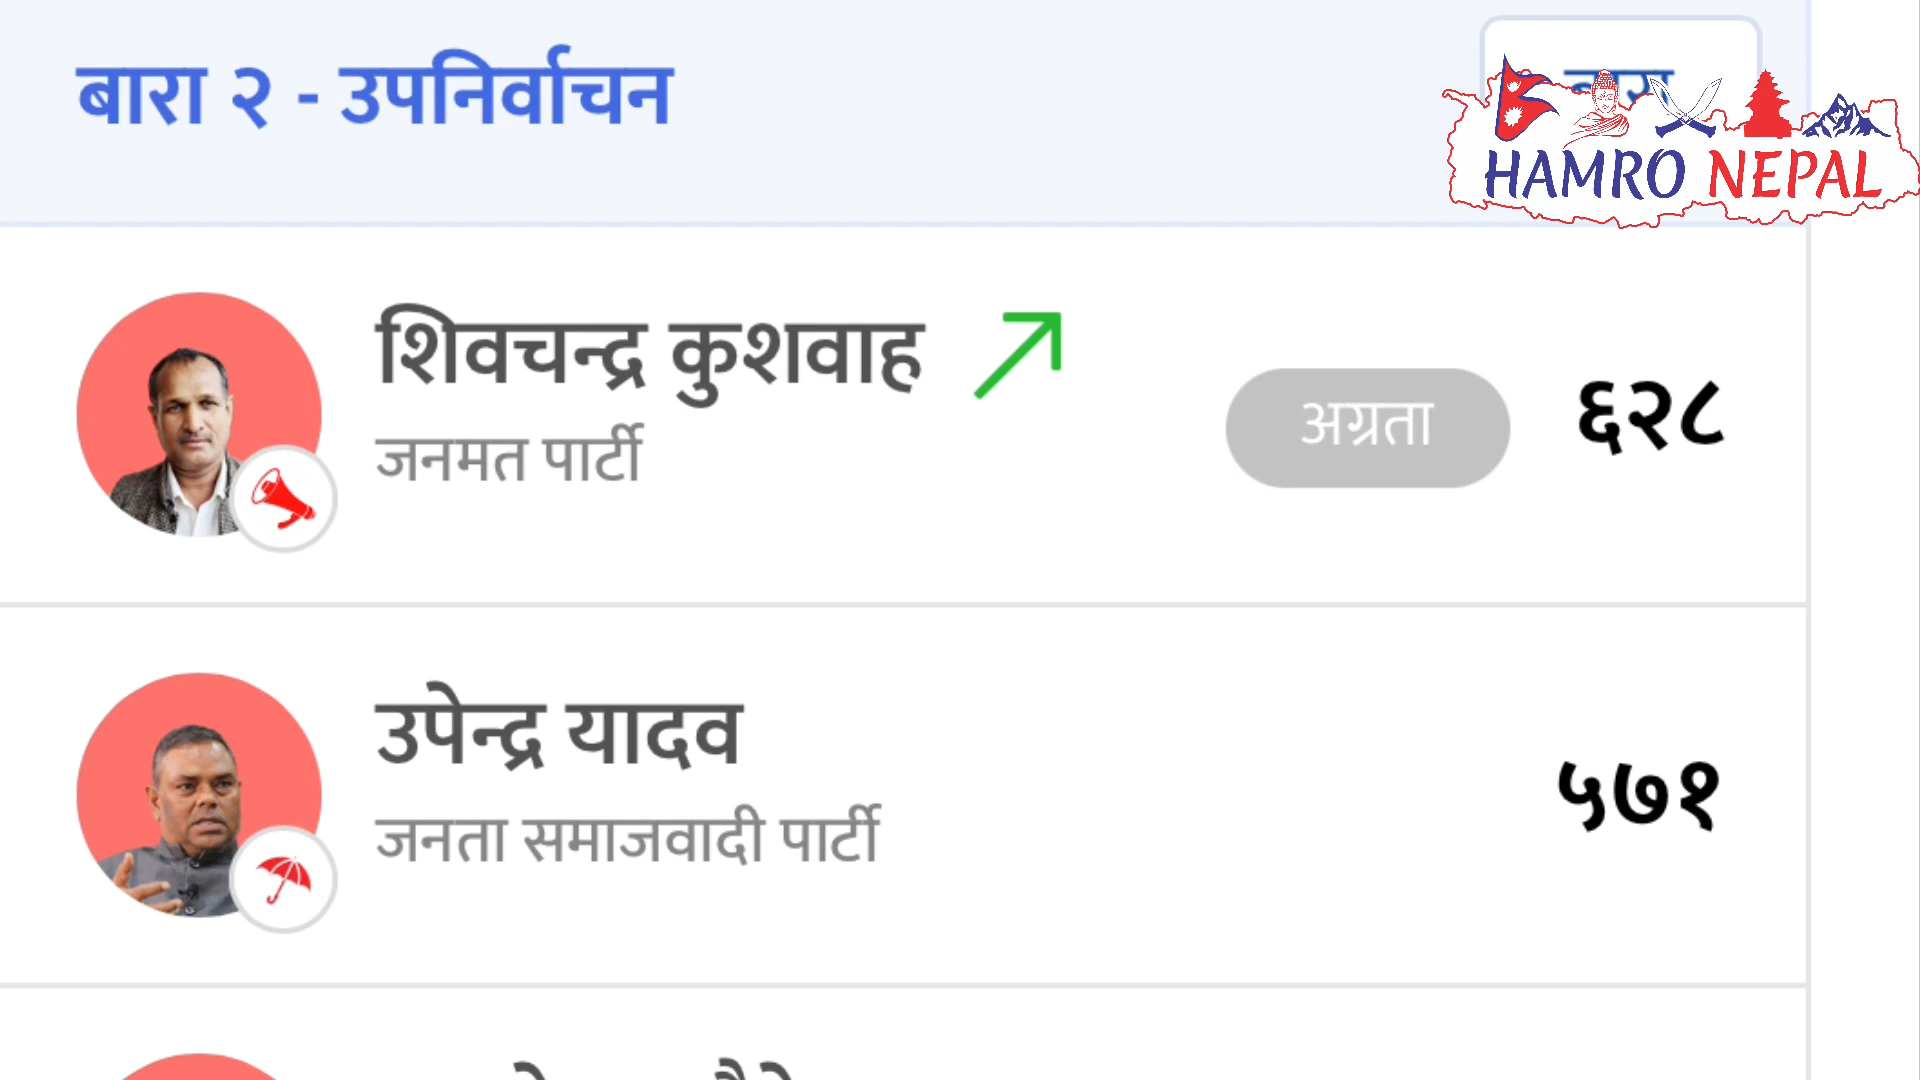 बारा २ - उपनिर्वाचन
HAMRO NEPAL
शिवचन्द्र कुशवाह
जनमत पार्टी
अग्रता
६२८
उपेन्द्र यादव
जनता समाजवादी पार्टी
५७१